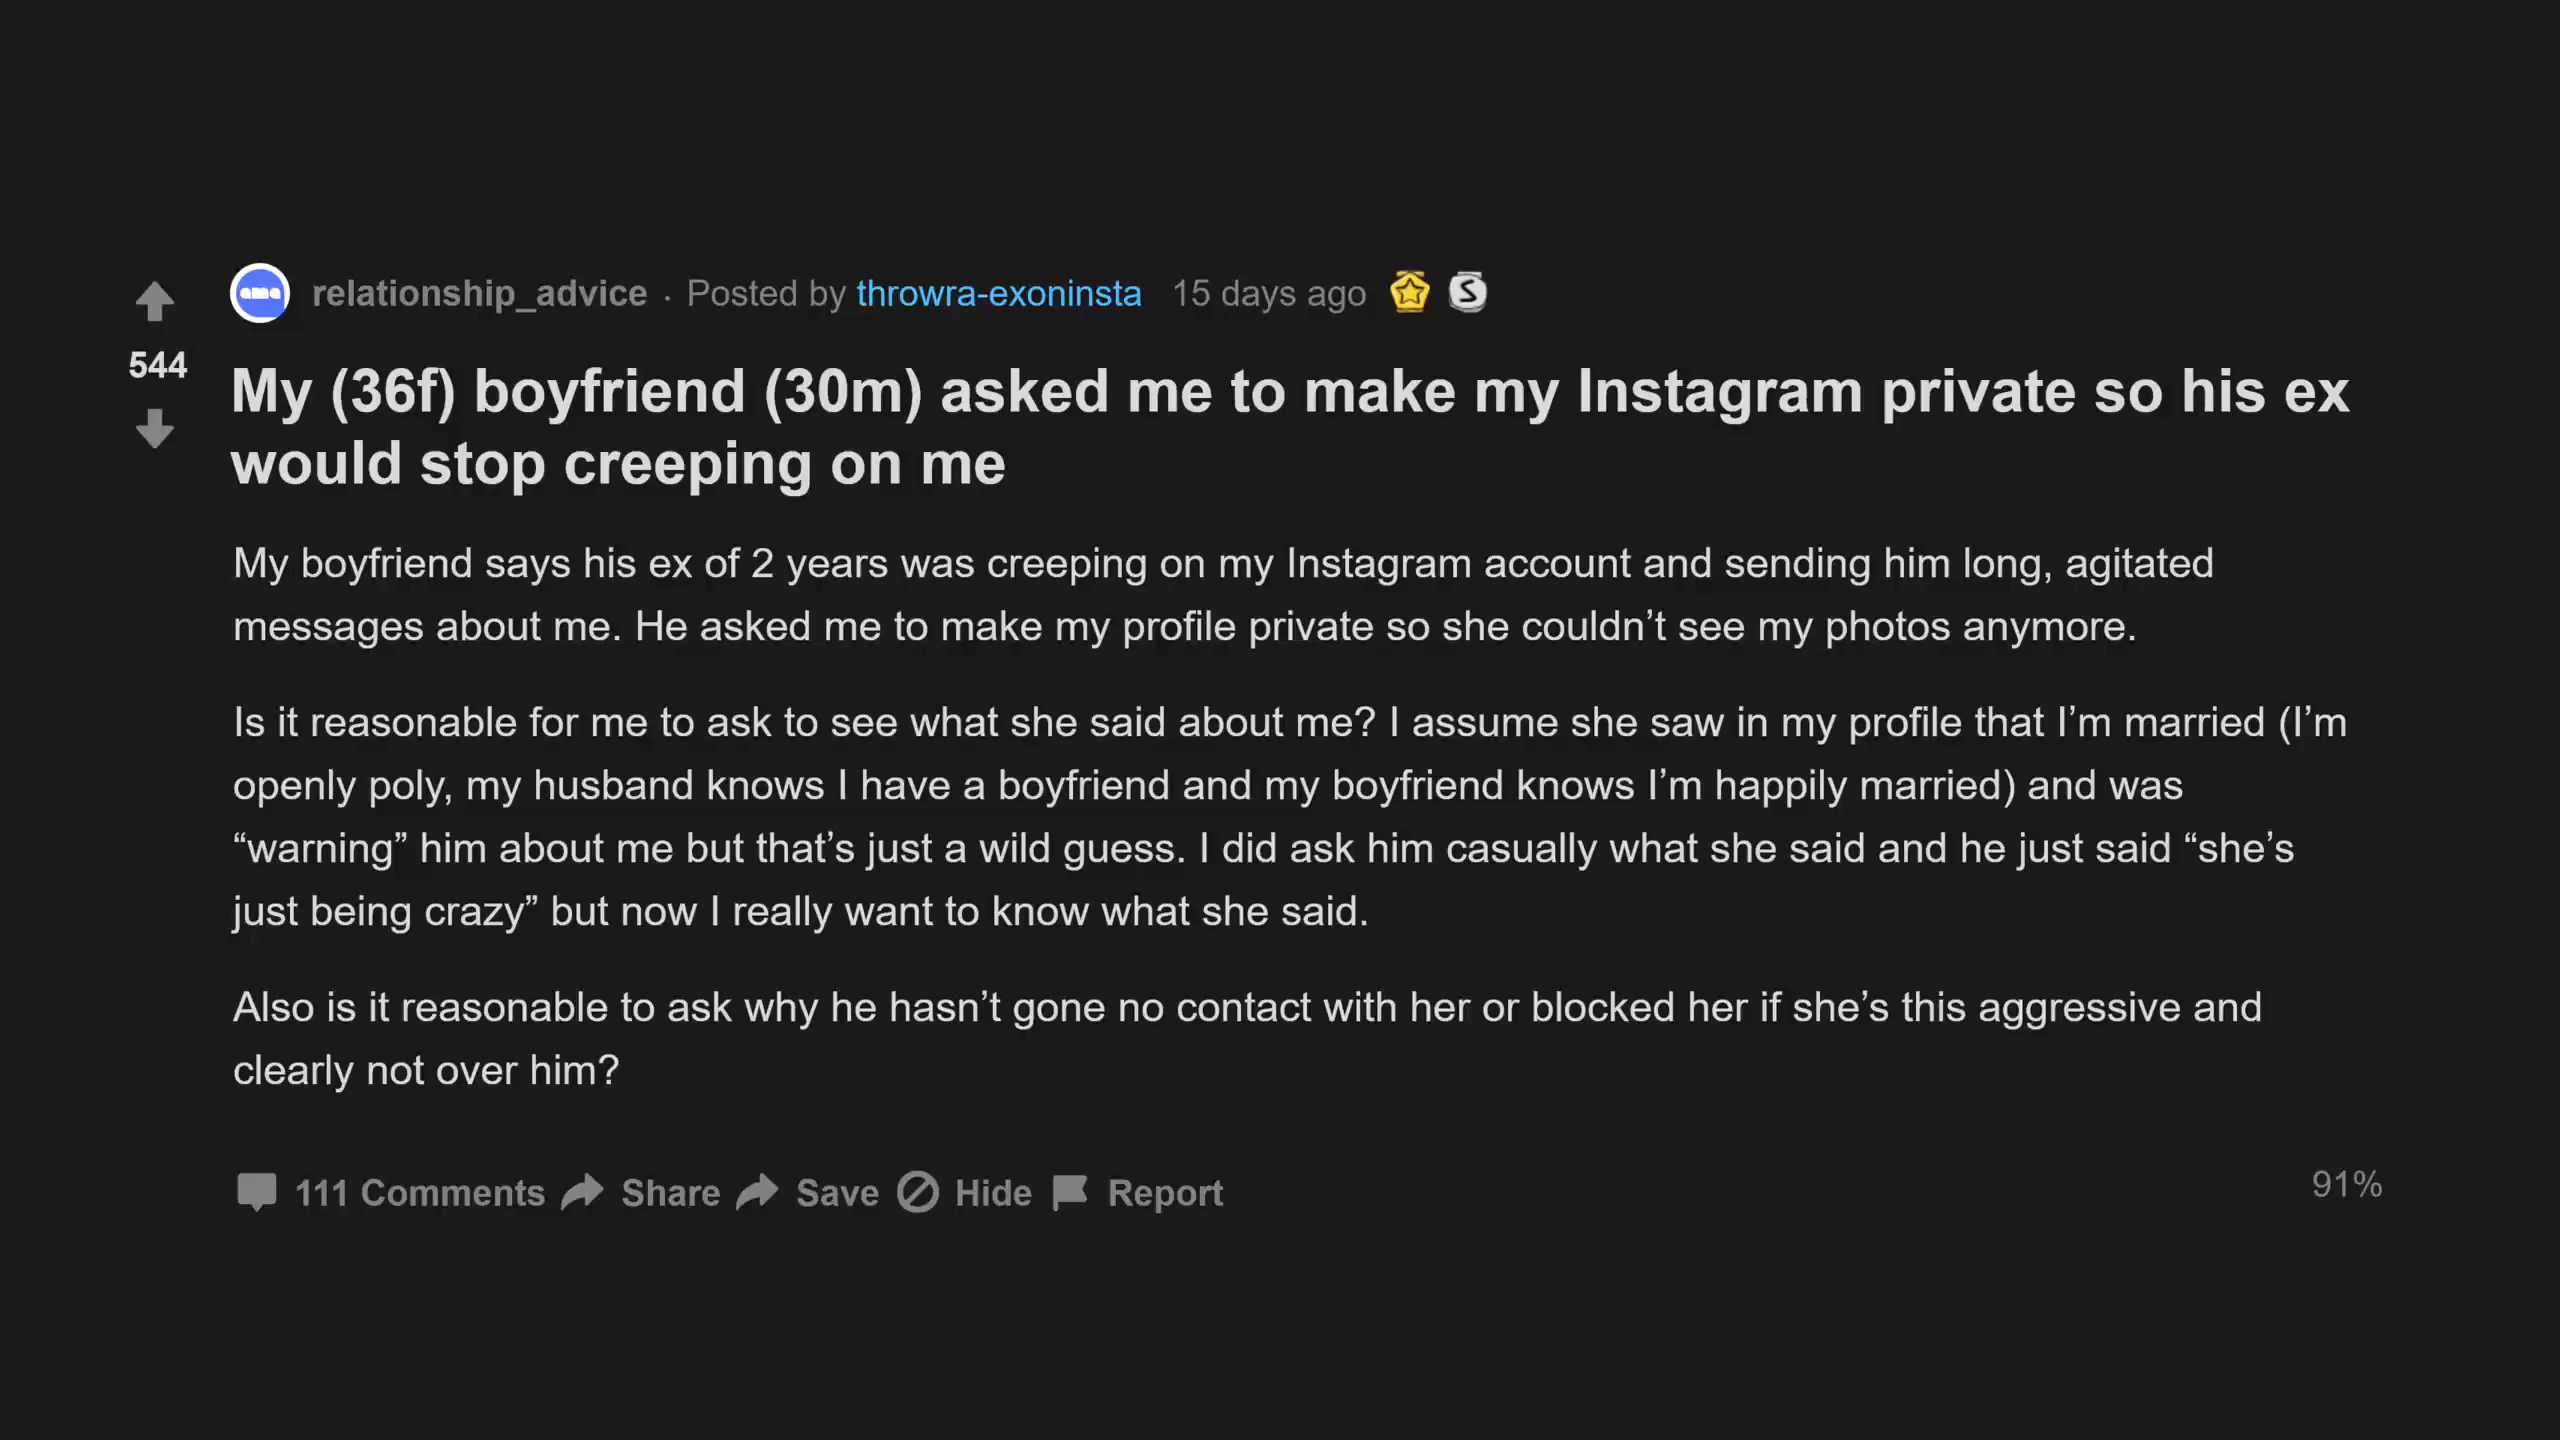 relationship_advice · Posted by throwra-exoninsta 15 days ago
544
My (36f) boyfriend (30m) asked me to make my Instagram private so his ex
would stop creeping on me
My boyfriend says his ex of 2 years was creeping on my Instagram account and sending him long, agitated
messages about me. He asked me to make my profile private so she couldn’t see my photos anymore.
Is it reasonable for me to ask to see what she said about me? I assume she saw in my profile that I’m married (I’m
openly poly, my husband knows I have a boyfriend and my boyfriend knows I’m happily married) and was
“warning” him about me but that’s just a wild guess. I did ask him casually what she said and he just said “she’s
just being crazy” but now I really want to know what she said.
Also is it reasonable to ask why he hasn’t gone no contact with her or blocked her if she’s this aggressive and
clearly not over him?
111 Comments Share Save Hide Report 91%